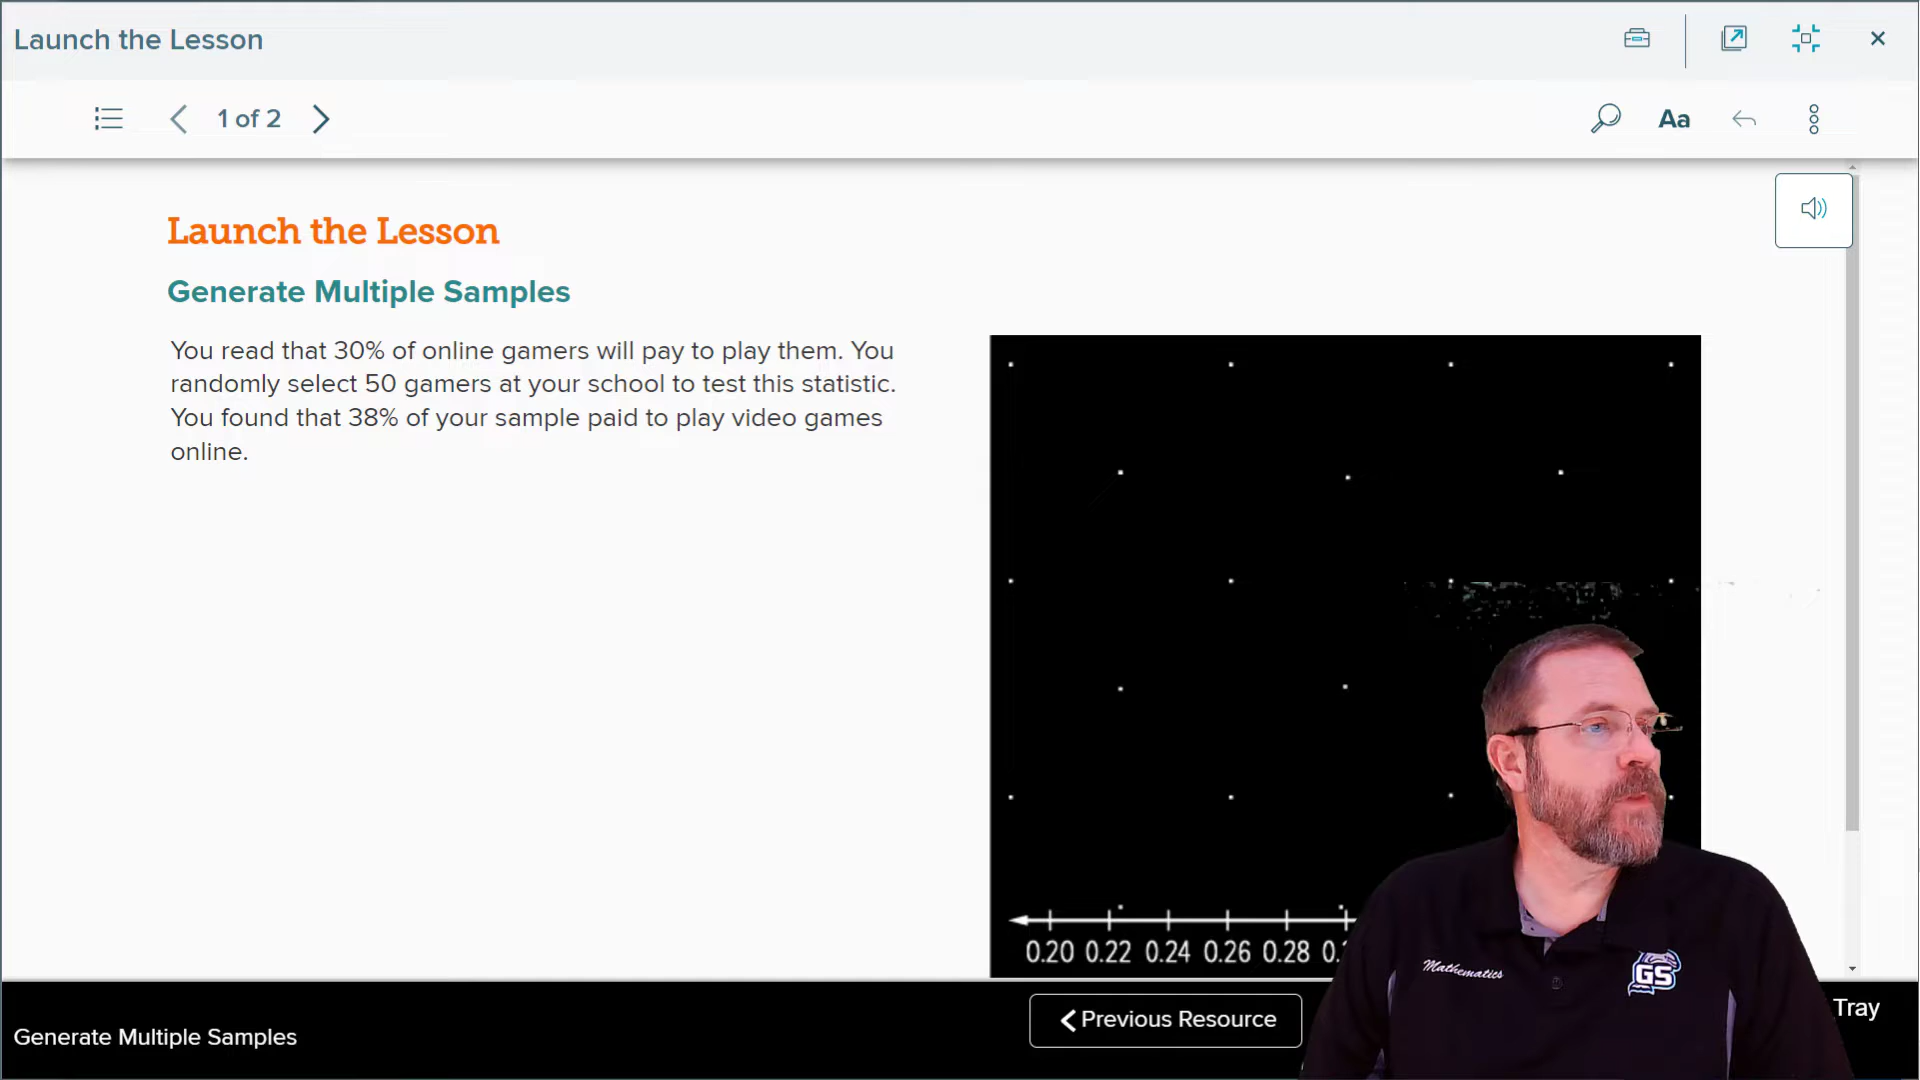 Launch the Lesson
1 of 2
Aa
Launch the Lesson
Generate Multiple Samples
You read that 30% of online gamers will pay to play them. You
randomly select 50 gamers at your school to test this statistic.
You found that 38% of your sample paid to play video games
online.
0.20 0.22 0.24 0.26 0.28 0.
Mathematics
GS
Previous Resource
Tray
Generate Multiple Samples